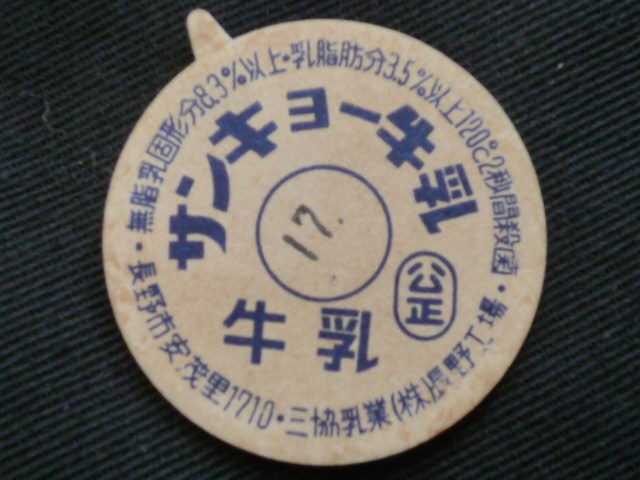 無脂乳固形分8.3%以上・乳脂肪分3.5%以上120℃2秒間殺菌・
サンキョー牛乳
17.
公正
牛乳
長野市安茂里1710・三協乳業(株)長野工場・